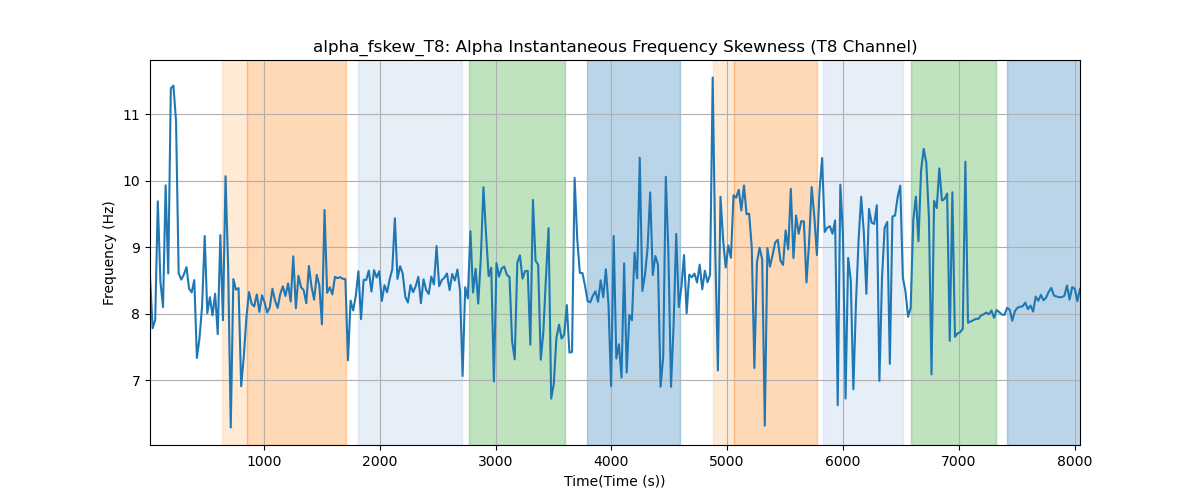 alpha_fskew_T8: Alpha Instantaneous Frequency Skewness (T8 Channel)
Frequency (Hz)
11
10
9
8
7
1000 2000 3000 4000 5000 6000 7000 8000
Time(Time (s))